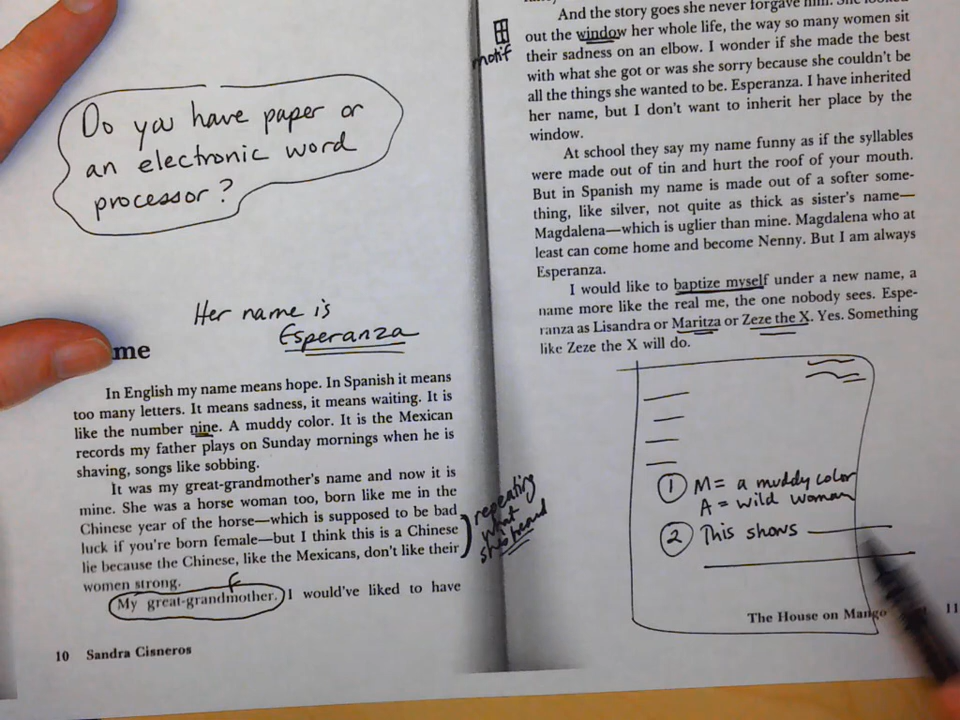 Do you have paper or
an electronic word
processor?
Her name is
Esperanza
me
In English my name means hope. In Spanish it means
too many letters. It means sadness, it means waiting. It is
like the number nine. A muddy color. It is the Mexican
records my father plays on Sunday mornings when he is
shaving, songs like sobbing.
It was my great-grandmother's name and now it is
mine. She was a horse woman too, born like me in the
Chinese year of the horse—which is supposed to be bad
luck if you're born female—but I think this is a Chinese
lie because the Chinese, like the Mexicans, don't like their
women strong.
My great-grandmother. I would've liked to have
repeating
what
she's heard
10 Sandra Cisneros
And the story goes she never forgave him. She looked
out the window her whole life, the way so many women sit
their sadness on an elbow. I wonder if she made the best
with what she got or was she sorry because she couldn't be
all the things she wanted to be. Esperanza. I have inherited
her name, but I don't want to inherit her place by the
window.
motif
At school they say my name funny as if the syllables
were made out of tin and hurt the roof of your mouth.
But in Spanish my name is made out of a softer some-
thing, like silver, not quite as thick as sister's name—
Magdalena—which is uglier than mine. Magdalena who at
least can come home and become Nenny. But I am always
Esperanza.
I would like to baptize myself under a new name, a
name more like the real me, the one nobody sees. Espe-
ranza as Lisandra or Maritza or Zeze the X. Yes. Something
like Zeze the X will do.
1 M = a muddy color
A = wild woman
2 This shows
The House on Mango 11